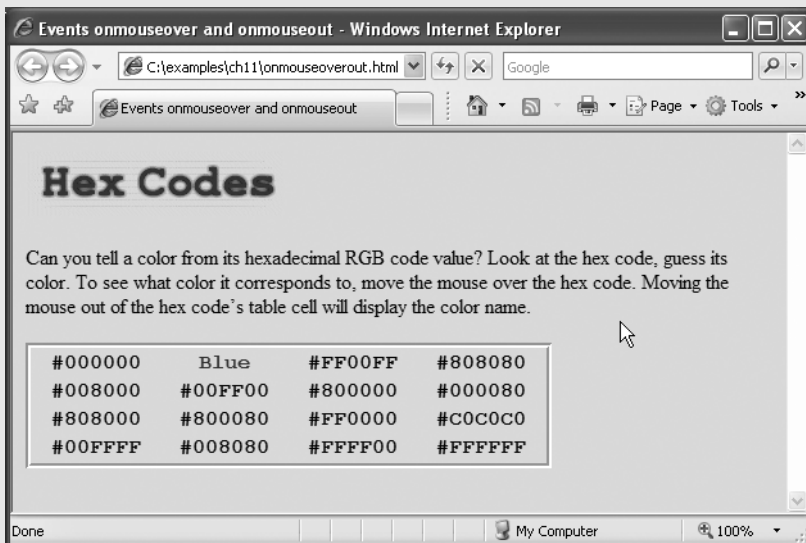 Events onmouseover and onmouseout - Windows Internet Explorer
C:\examples\ch11\onmouseoverout.html
Google
Events onmouseover and onmouseout
Page
Tools
»
Hex Codes
Can you tell a color from its hexadecimal RGB code value? Look at the hex code, guess its
color. To see what color it corresponds to, move the mouse over the hex code. Moving the
mouse out of the hex code’s table cell will display the color name.
#000000 Blue #FF00FF #808080
#008000 #00FF00 #800000 #000080
#808000 #800080 #FF0000 #C0C0C0
#00FFFF #008080 #FFFF00 #FFFFFF
Done My Computer 100%